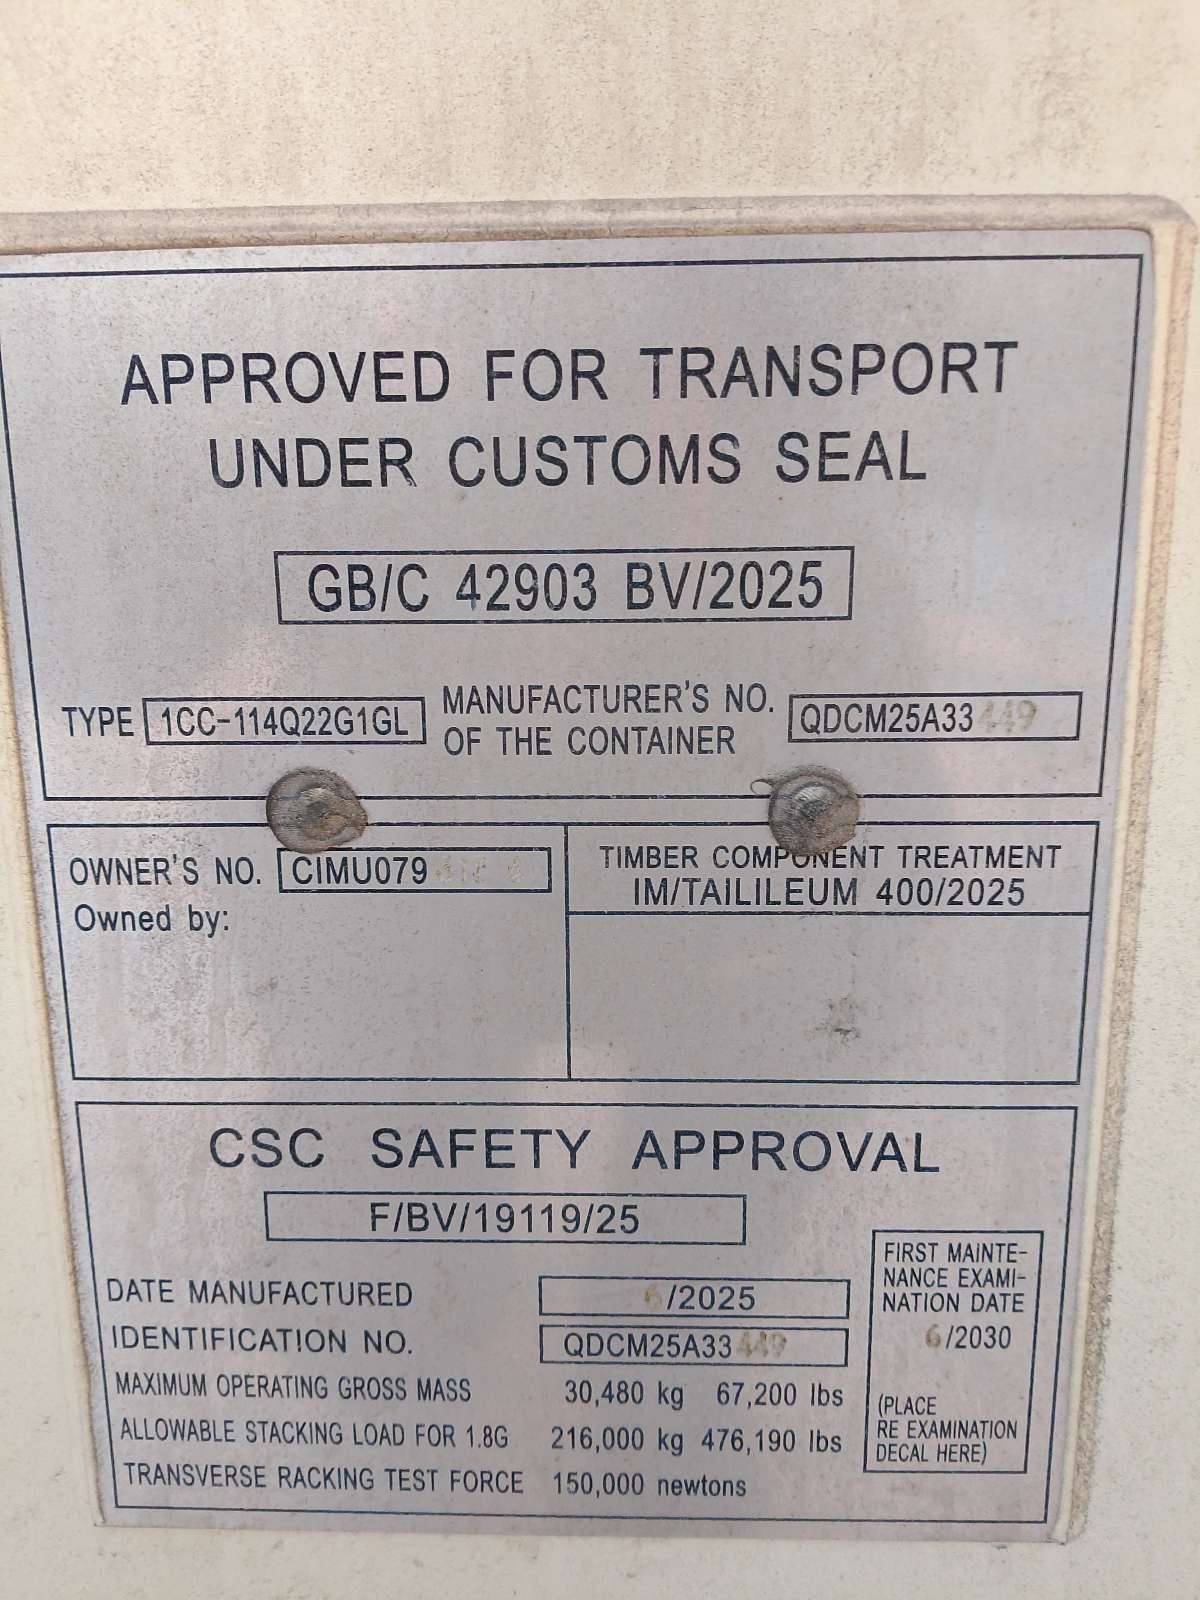 APPROVED FOR TRANSPORT
UNDER CUSTOMS SEAL
GB/C 42903 BV/2025
TYPE 1CC-114Q22G1GL
MANUFACTURER'S NO.
OF THE CONTAINER
QDCM25A33449
OWNER'S NO. CIMU079
Owned by:
TIMBER COMPONENT TREATMENT
IM/TAILILEUM 400/2025
CSC SAFETY APPROVAL
F/BV/19119/25
DATE MANUFACTURED 6/2025
IDENTIFICATION NO. QDCM25A33449
MAXIMUM OPERATING GROSS MASS 30,480 kg 67,200 lbs
ALLOWABLE STACKING LOAD FOR 1.8G 216,000 kg 476,190 lbs
TRANSVERSE RACKING TEST FORCE 150,000 newtons
FIRST MAINTE-
NANCE EXAMI-
NATION DATE
6/2030
(PLACE
RE EXAMINATION
DECAL HERE)